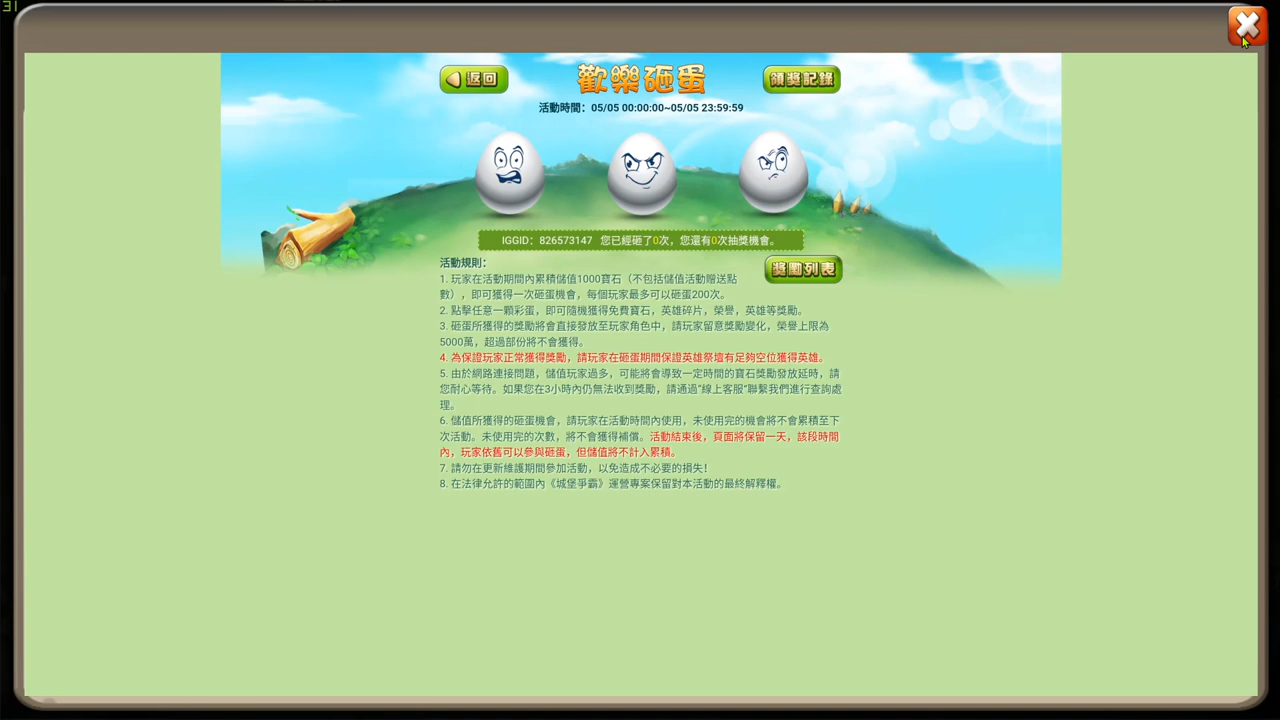 31
返回
歡樂砸蛋
領獎記錄
活動時間：05/05 00:00:00~05/05 23:59:59
IGGID：826573147 您已經砸了0次，您還有0次抽獎機會。
活動規則：
獎勵列表
1. 玩家在活動期間內累積儲值1000寶石（不包括儲值活動贈送點
數），即可獲得一次砸蛋機會，每個玩家最多可以砸蛋200次。
2. 點擊任意一顆彩蛋，即可隨機獲得免費寶石，英雄碎片，榮譽，英雄等獎勵。
3. 砸蛋所獲得的獎勵將會直接發放至玩家角色中，請玩家留意獎勵變化，榮譽上限為
5000萬，超過部份將不會獲得。
4. 為保證玩家正常獲得獎勵，請玩家在砸蛋期間保證英雄祭壇有足夠空位獲得英雄。
5. 由於網路連接問題，儲值玩家過多，可能將會導致一定時間的寶石獎勵發放延時，請
您耐心等待。如果您在3小時內仍無法收到獎勵，請通過“線上客服”聯繫我們進行查詢處
理。
6. 儲值所獲得的砸蛋機會，請玩家在活動時間內使用，未使用完的機會將不會累積至下
次活動。未使用完的次數，將不會獲得補償。活動結束後，頁面將保留一天，該段時間
內，玩家依舊可以參與砸蛋，但儲值將不計入累積。
7. 請勿在更新維護期間參加活動，以免造成不必要的損失！
8. 在法律允許的範圍內《城堡爭霸》運營專案保留對本活動的最終解釋權。